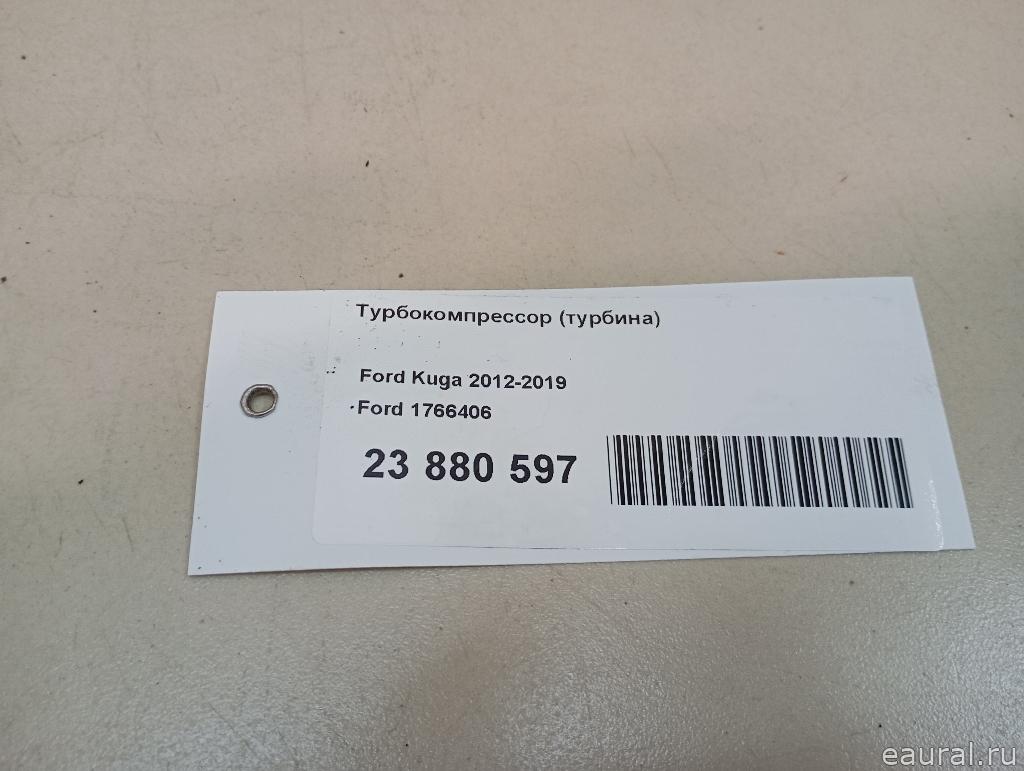 Турбокомпрессор (турбина)
Ford Kuga 2012-2019
Ford 1766406
23 880 597
eaural.ru